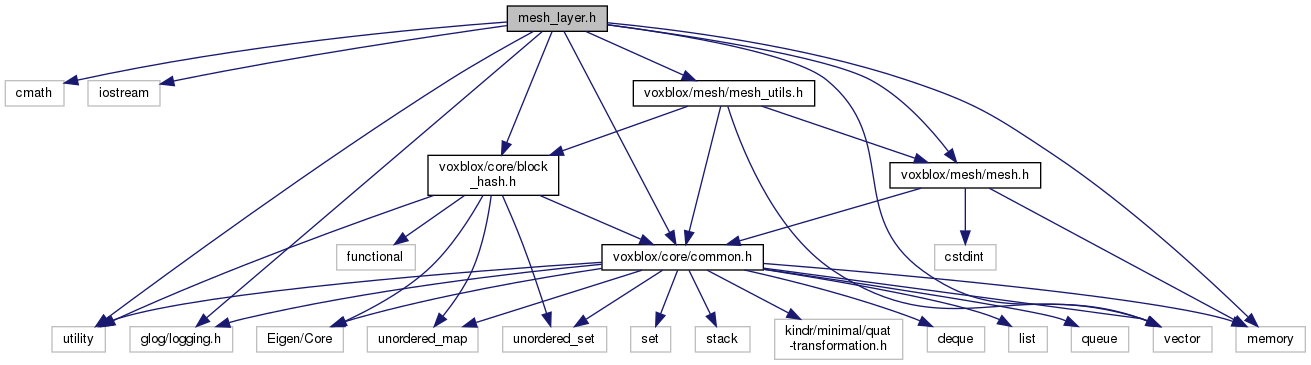 mesh_layer.h
cmath
iostream
voxblox/mesh/mesh_utils.h
voxblox/core/block
_hash.h
voxblox/mesh/mesh.h
functional
voxblox/core/common.h
cstdint
utility
glog/logging.h
Eigen/Core
unordered_map
unordered_set
set
stack
kindr/minimal/quat
-transformation.h
deque
list
queue
vector
memory